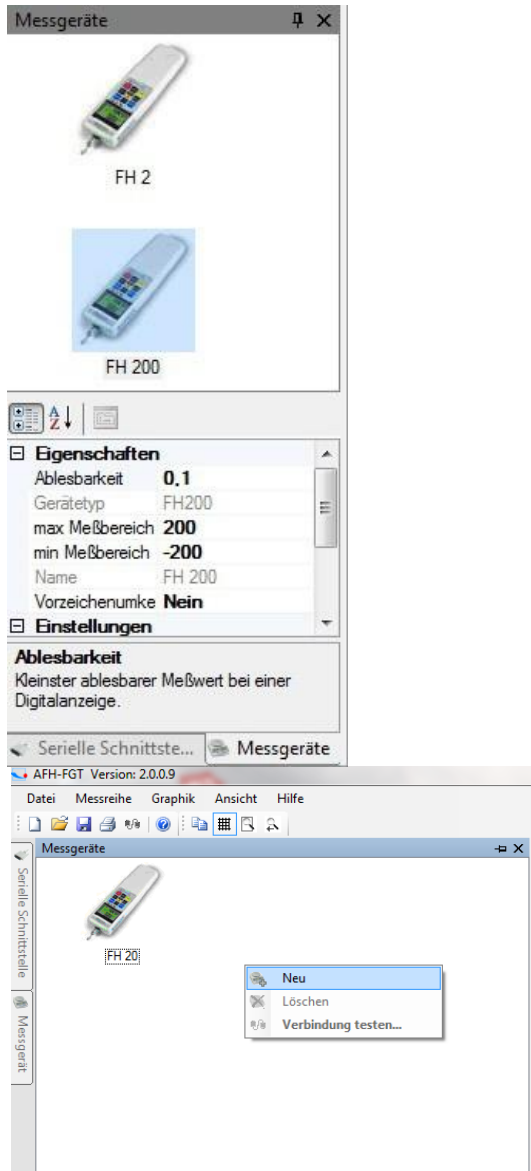 Messgeräte
FH 2
FH 200
Eigenschaften
Ablesbarkeit 0,1
Gerätetyp FH200
max Meßbereich 200
min Meßbereich -200
Name FH 200
Vorzeichenumke Nein
Einstellungen
Ablesbarkeit
Kleinster ablesbarer Meßwert bei einer
Digitalanzeige.
Serielle Schnittste... Messgeräte
AFH-FGT Version: 2.0.0.9
Datei Messreihe Graphik Ansicht Hilfe
Messgeräte
Serielle Schnittstelle
Messgerät
FH 20
Neu
Löschen
Verbindung testen...